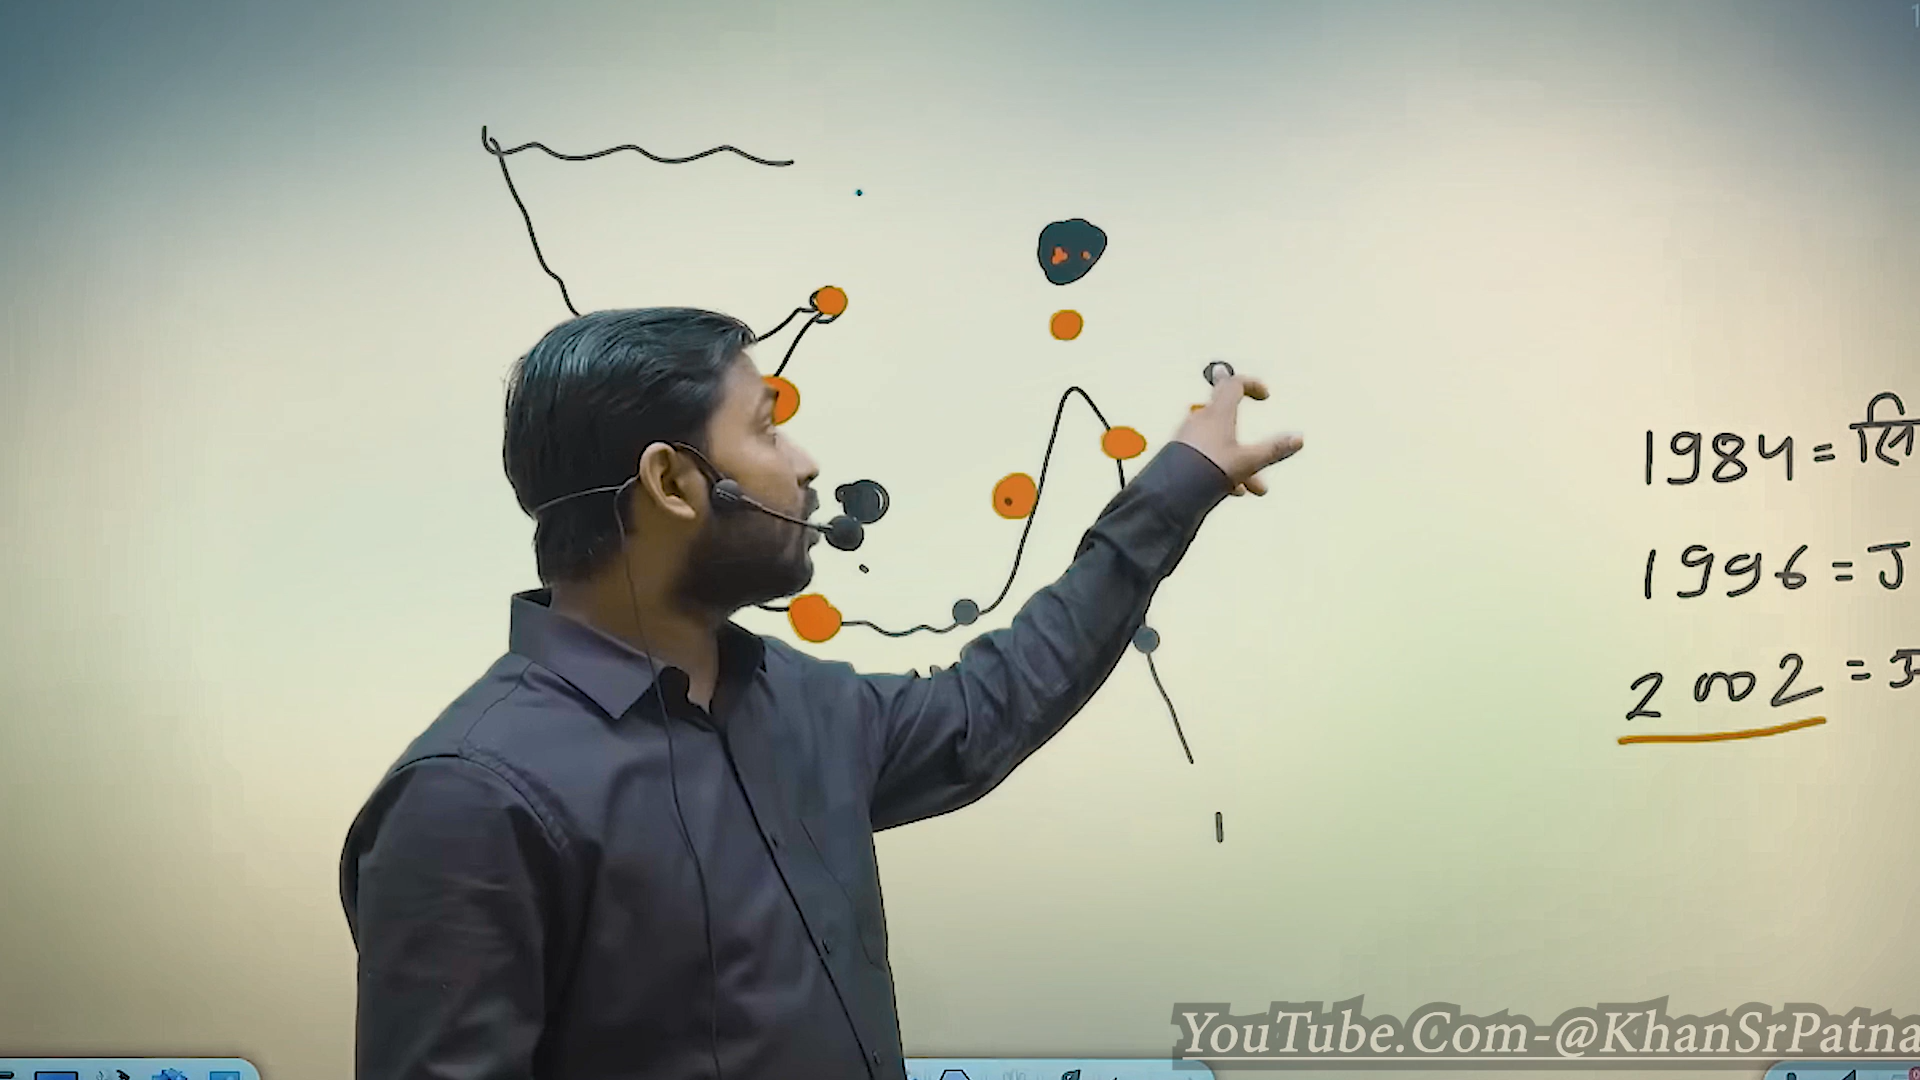 1984 = सि
1996 = J
2002 =
YouTube.Com-@KhanSrPatna